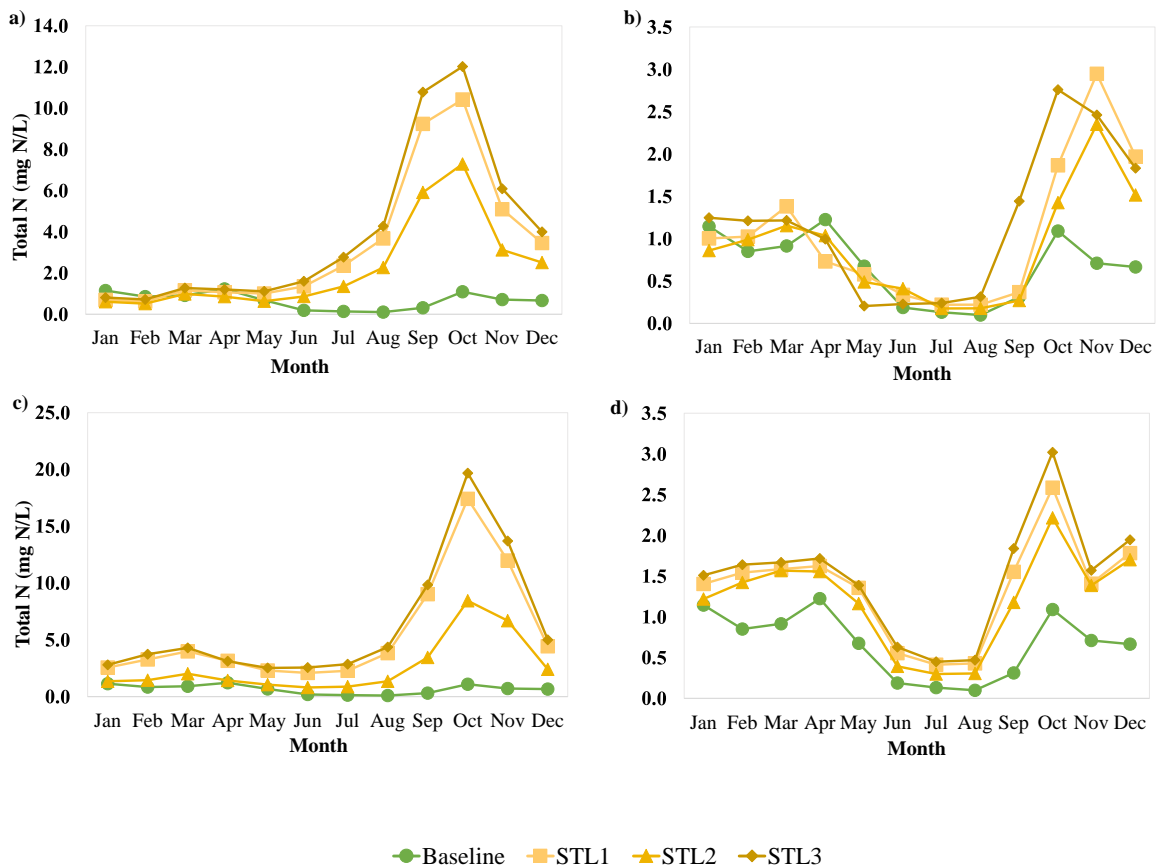 a)
Total N (mg N/L)
14.0
12.0
10.0
8.0
6.0
4.0
2.0
0.0
Jan Feb Mar Apr May Jun Jul Aug Sep Oct Nov Dec
Month
b)
3.5
3.0
2.5
2.0
1.5
1.0
0.5
0.0
Jan Feb Mar Apr May Jun Jul Aug Sep Oct Nov Dec
Month
c)
Total N (mg N/L)
25.0
20.0
15.0
10.0
5.0
0.0
Jan Feb Mar Apr May Jun Jul Aug Sep Oct Nov Dec
Month
d)
3.5
3.0
2.5
2.0
1.5
1.0
0.5
0.0
Jan Feb Mar Apr May Jun Jul Aug Sep Oct Nov Dec
Month
Baseline STL1 STL2 STL3